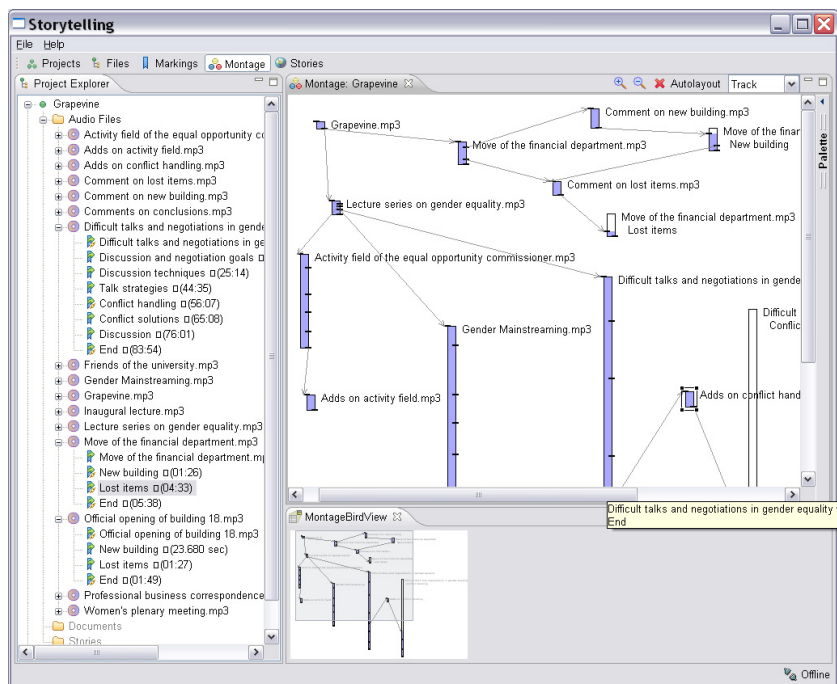 Storytelling
File Help
Projects Files Markings Montage Stories
Project Explorer
Grapevine
Audio Files
Activity field of the equal opportunity co
Adds on activity field.mp3
Adds on conflict handling.mp3
Comment on lost items.mp3
Comment on new building.mp3
Comments on conclusions.mp3
Difficult talks and negotiations in gende
Difficult talks and negotiations in ge
Discussion and negotiation goals
Discussion techniques (25:14)
Talk strategies (44:35)
Conflict handling (56:07)
Conflict solutions (65:08)
Discussion (76:01)
End (83:54)
Friends of the university.mp3
Gender Mainstreaming.mp3
Grapevine.mp3
Inaugural lecture.mp3
Lecture series on gender equality.mp3
Move of the financial department.mp3
Move of the financial department.mp
New building (01:26)
Lost items (04:33)
End (05:38)
Official opening of building 18.mp3
Official opening of building 18.mp3
New building (23.680 sec)
Lost items (01:27)
End (01:49)
Professional business correspondence
Women's plenary meeting.mp3
Documents
Stories
Montage: Grapevine
Autolayout Track
Palette
Comment on new building.mp3
Grapevine.mp3
Move of the finan
New building
Move of the financial department.mp3
Comment on lost items.mp3
Lecture series on gender equality.mp3
Move of the financial department.mp3
Lost items
Activity field of the equal opportunity commissioner.mp3
Difficult talks and negotiations in gende
Difficult
Conflic
Gender Mainstreaming.mp3
Adds on activity field.mp3
Adds on conflict hand
Difficult talks and negotiations in gender equality
End
MontageBirdView
Offline